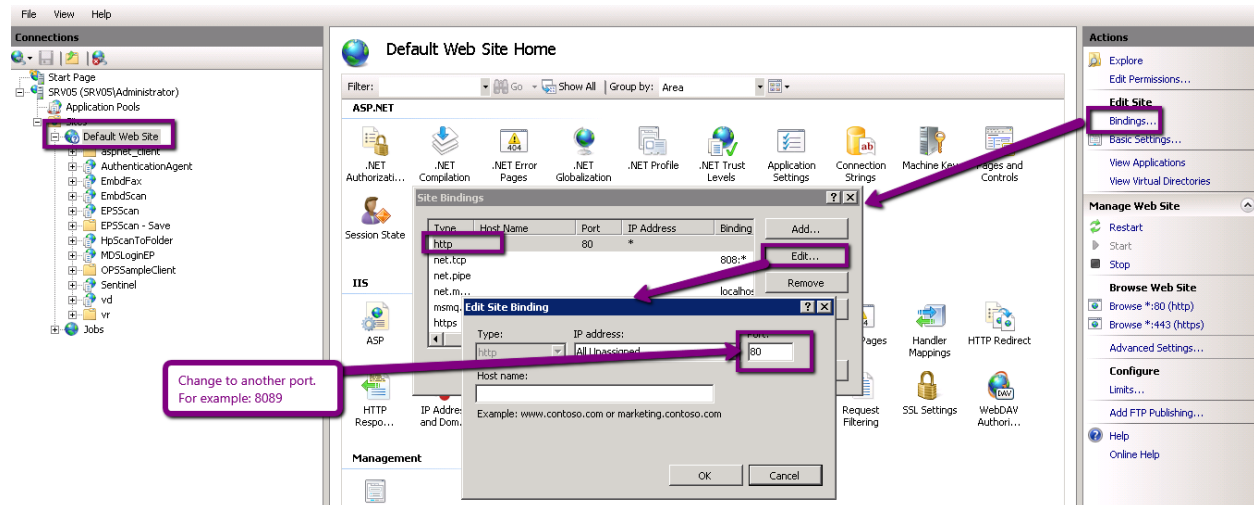 File View Help
Connections
Start Page
SRV05 (SRV05\Administrator)
Application Pools
Sites
Default Web Site
aspnet_client
AuthenticationAgent
EmbdFax
EmbdScan
EPSScan
EPSScan - Save
HpScanToFolder
MDSLoginEP
OPSSampleClient
Sentinel
vd
vr
Jobs
Change to another port.
For example: 8089
Default Web Site Home
Filter: Go Show All Group by: Area
ASP.NET
.NET Authorizati...
.NET Compilation
.NET Error Pages
.NET Globalization
.NET Profile
.NET Trust Levels
Application Settings
Connection Strings
Machine Key
Pages and Controls
Session State
IIS
ASP
Pages
Handler Mappings
HTTP Redirect
HTTP Respo...
IP Addre
and Dom.
Request Filtering
SSL Settings
WebDAV Authori...
Management
Site Bindings
Type Host Name Port IP Address Binding
http 80 *
net.tcp 808:*
net.pipe
net.m... localhos
msmq.
https
Add...
Edit...
Remove
Edit Site Binding
Type: IP address: Port:
http All Unassigned 80
Host name:
Example: www.contoso.com or marketing.contoso.com
OK Cancel
Actions
Explore
Edit Permissions...
Edit Site
Bindings...
Basic Settings...
View Applications
View Virtual Directories
Manage Web Site
Restart
Start
Stop
Browse Web Site
Browse *:80 (http)
Browse *:443 (https)
Advanced Settings...
Configure
Limits...
Add FTP Publishing...
Help
Online Help